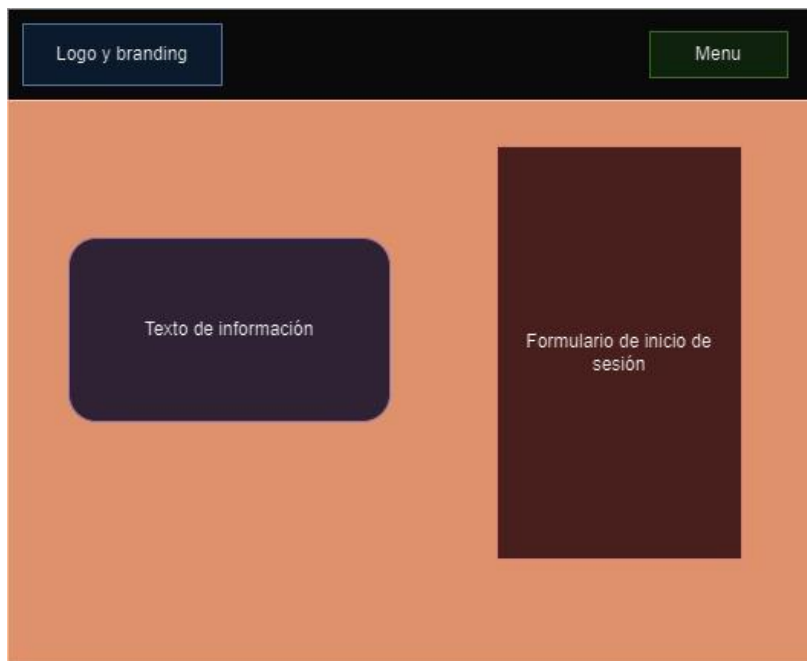 Logo y branding
Menu
Texto de información
Formulario de inicio de
sesión